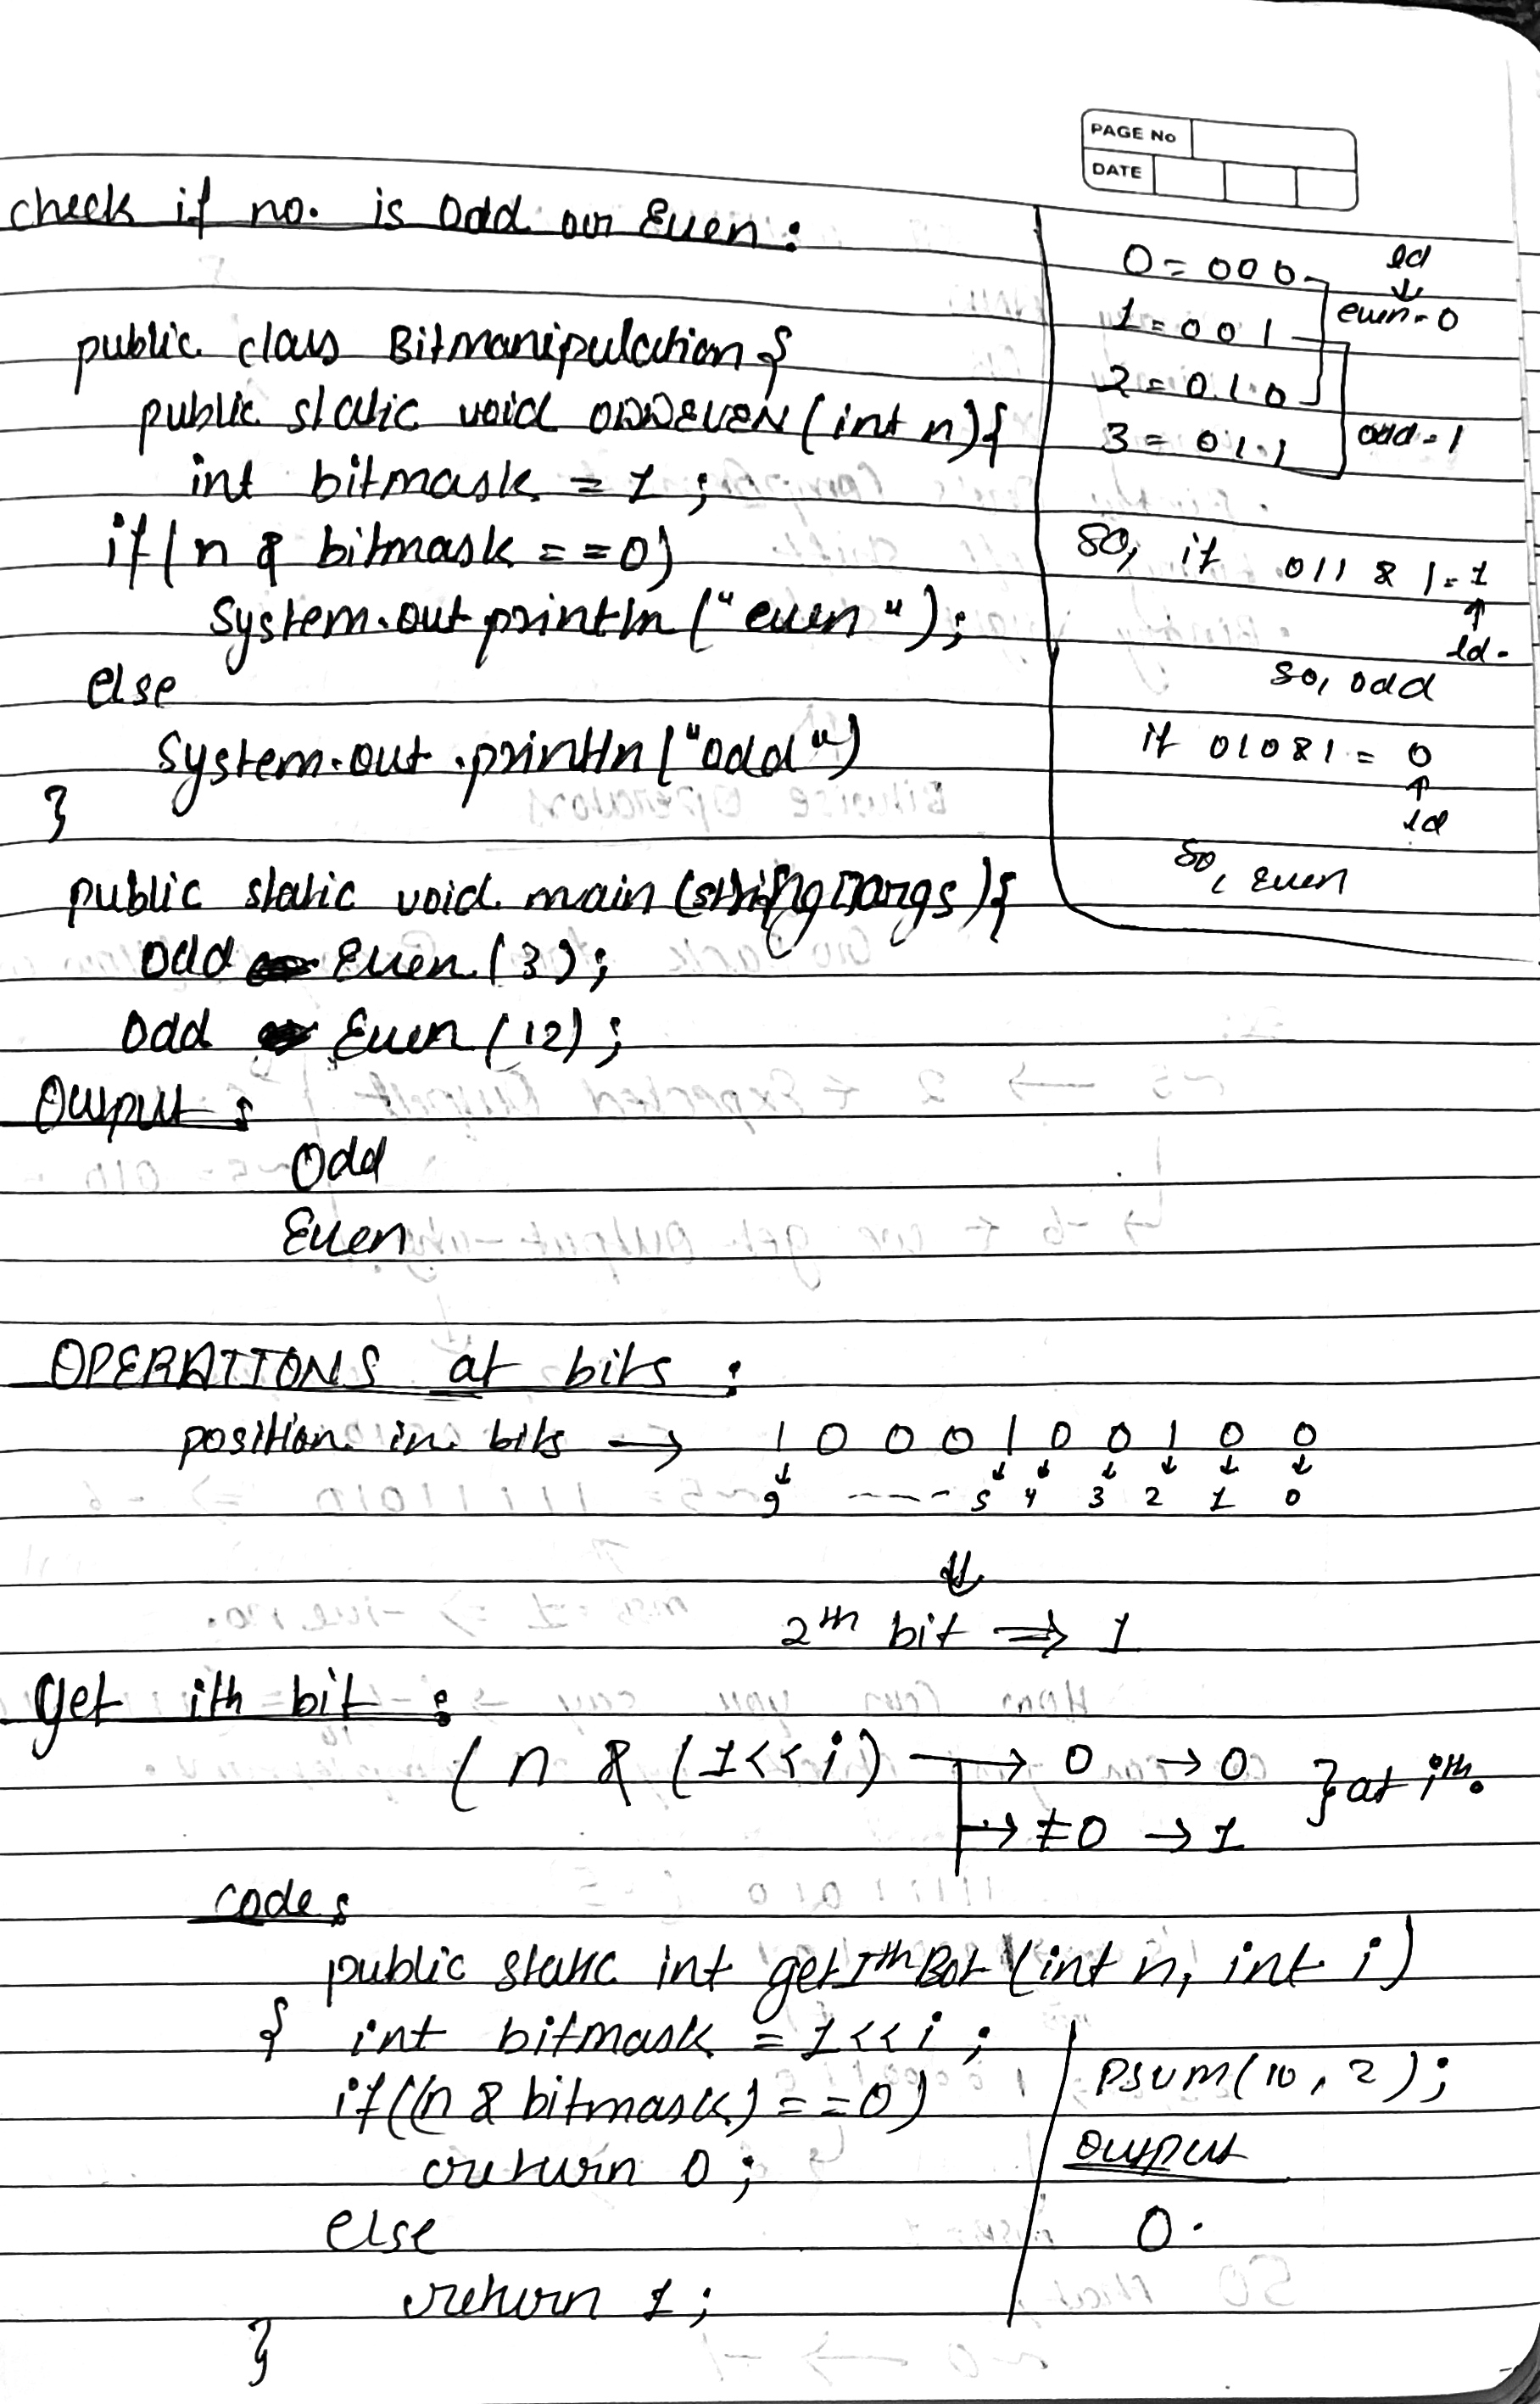 PAGE No
DATE
check if no. is Odd or Even :
public class Bitmanipulation {
public static void ODDEVEN (int n) {
int bitmask = 1 ;
if ( n & bitmask = = 0)
System.out println ("even");
else
System.out.println ("odd")
}
public static void main (string [] args) {
Odd Even (3) ;
Odd Even (12) ;
Output :
Odd
Even
0 = 000
ld
↓
1 = 001
even = 0
2 = 010
3 = 011
odd = 1
So, if 011 & 1 = 1
↑
ld.
so, odd
if 010 & 1 = 0
↑
ld
so, Even
OPERATIONS at bits :
position in bits → 1 0 0 0 1 0 0 1 0 0
↓ ↓ ↓ ↓ ↓ ↓ ↓
9 ---- 5 4 3 2 1 0
⇓
2th bit ⇒ 1
Get ith bit :
( n & (1<<i) → 0 → 0 } at ith.
→ ≠0 → 1
code :
public static int getIthBot (int n, int i)
{ int bitmask = 1<<i ;
if ((n & bitmask) = = 0)
return 0 ;
else
return 1 ;
}
psum (10, 2) ;
output
0.